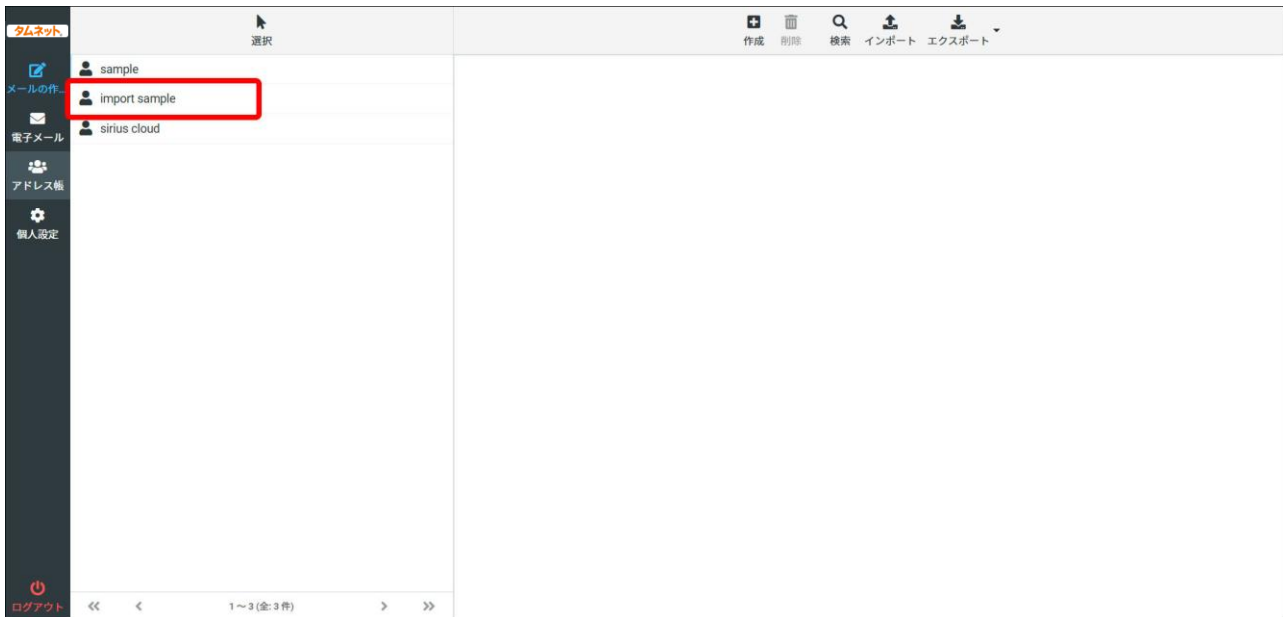 タムネット
選択
作成
削除
検索
インポート
エクスポート
メールの作…
電子メール
アドレス帳
個人設定
ログアウト
sample
import sample
sirius cloud
1 ～ 3 (全: 3 件)